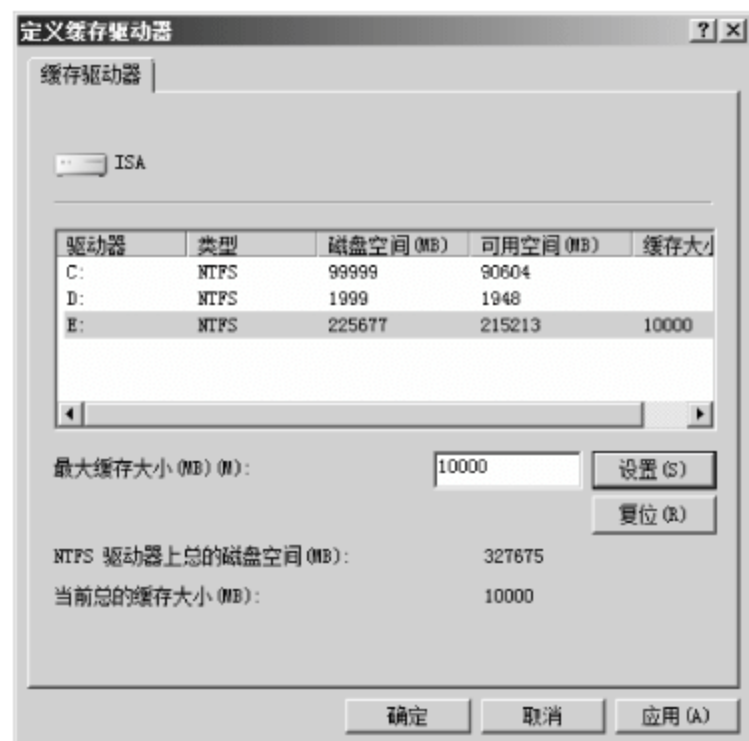 定义缓存驱动器 ? ×
缓存驱动器
ISA
驱动器 类型 磁盘空间(MB) 可用空间(MB) 缓存大小
C: NTFS 99999 90604
D: NTFS 1999 1948
E: NTFS 225677 215213 10000
最大缓存大小(MB)(M): 10000 设置(S)
复位(R)
NTFS 驱动器上总的磁盘空间(MB): 327675
当前总的缓存大小(MB): 10000
确定 取消 应用(A)